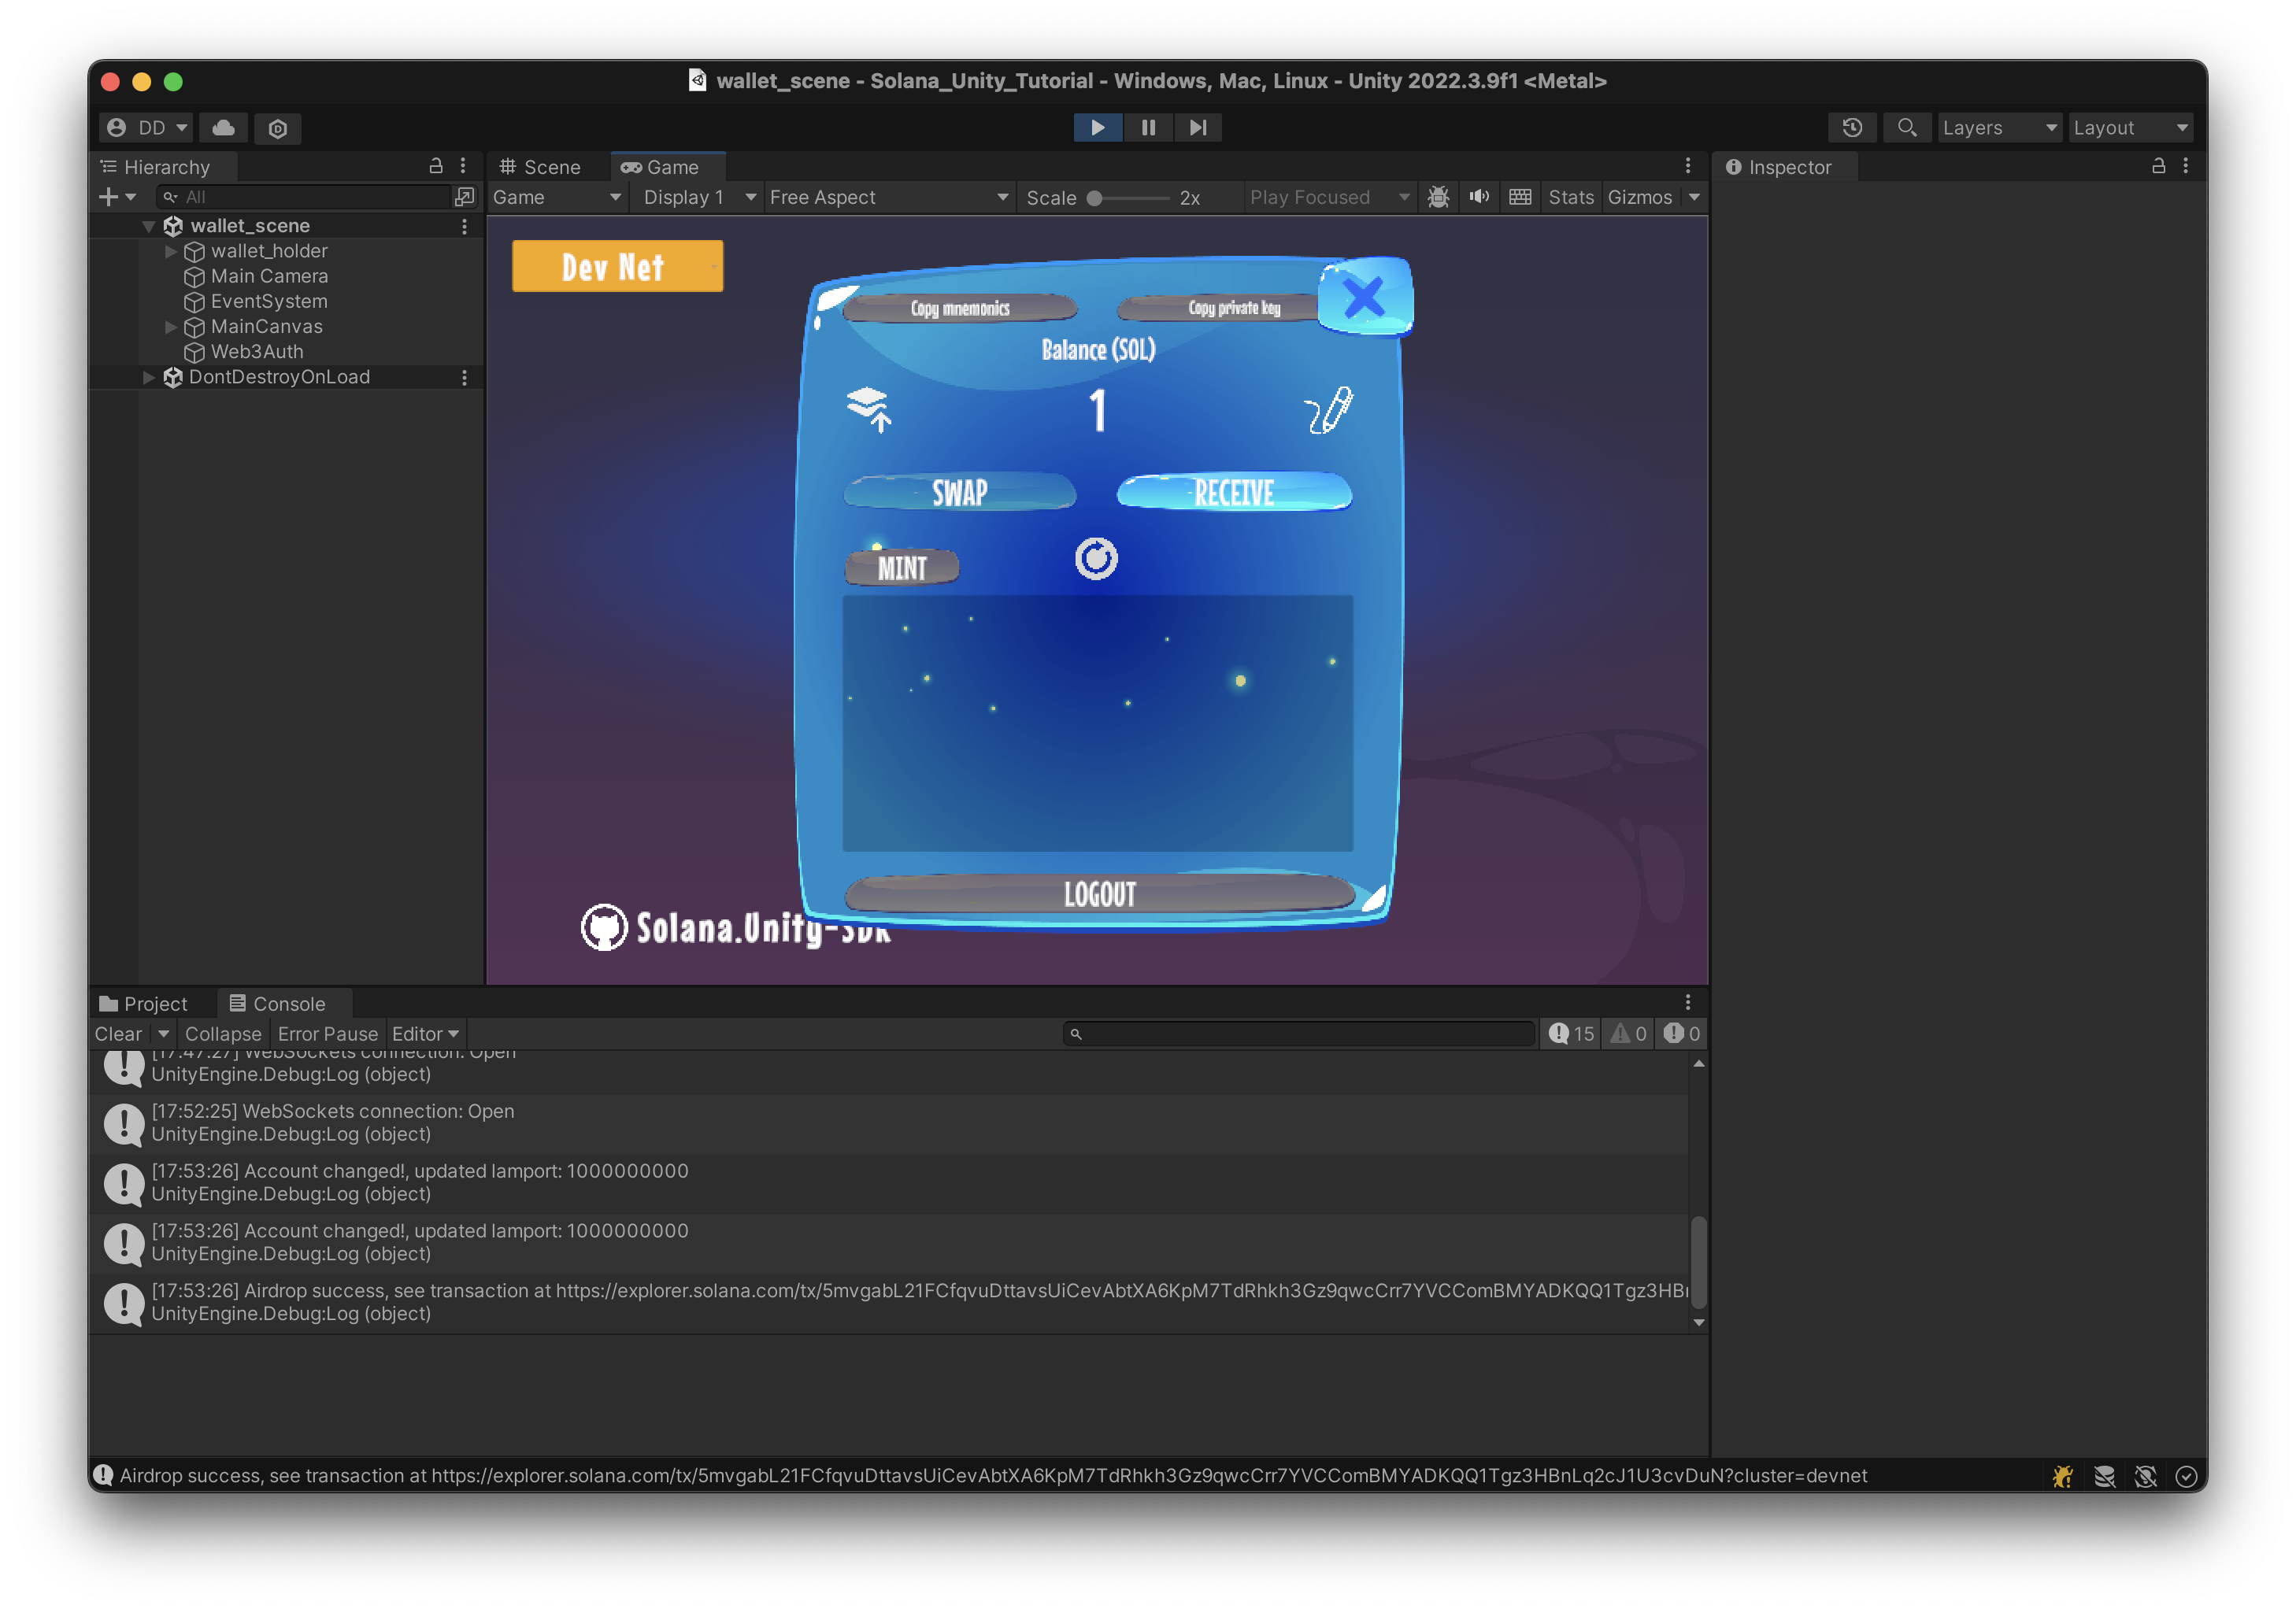 wallet_scene - Solana_Unity_Tutorial - Windows, Mac, Linux - Unity 2022.3.9f1 <Metal>
DD
Layers
Layout
Hierarchy
Scene
Game
Inspector
All
Game
Display 1
Free Aspect
Scale
2x
Play Focused
Stats
Gizmos
wallet_scene
wallet_holder
Main Camera
EventSystem
MainCanvas
Web3Auth
DontDestroyOnLoad
Dev Net
Copy mnemonics
Copy private key
Balance (SOL)
1
SWAP
RECEIVE
MINT
LOGOUT
Solana.Unity-SDK
Project
Console
Clear
Collapse
Error Pause
Editor
15
0
0
[17:47:27] WebSockets connection: Open
UnityEngine.Debug:Log (object)
[17:52:25] WebSockets connection: Open
UnityEngine.Debug:Log (object)
[17:53:26] Account changed!, updated lamport: 1000000000
UnityEngine.Debug:Log (object)
[17:53:26] Account changed!, updated lamport: 1000000000
UnityEngine.Debug:Log (object)
[17:53:26] Airdrop success, see transaction at https://explorer.solana.com/tx/5mvgabL21FCfqvuDttavsUiCevAbtXA6KpM7TdRhkh3Gz9qwcCrr7YVCComBMYADKQQ1Tgz3HBn
UnityEngine.Debug:Log (object)
Airdrop success, see transaction at https://explorer.solana.com/tx/5mvgabL21FCfqvuDttavsUiCevAbtXA6KpM7TdRhkh3Gz9qwcCrr7YVCComBMYADKQQ1Tgz3HBnLq2cJ1U3cvDuN?cluster=devnet